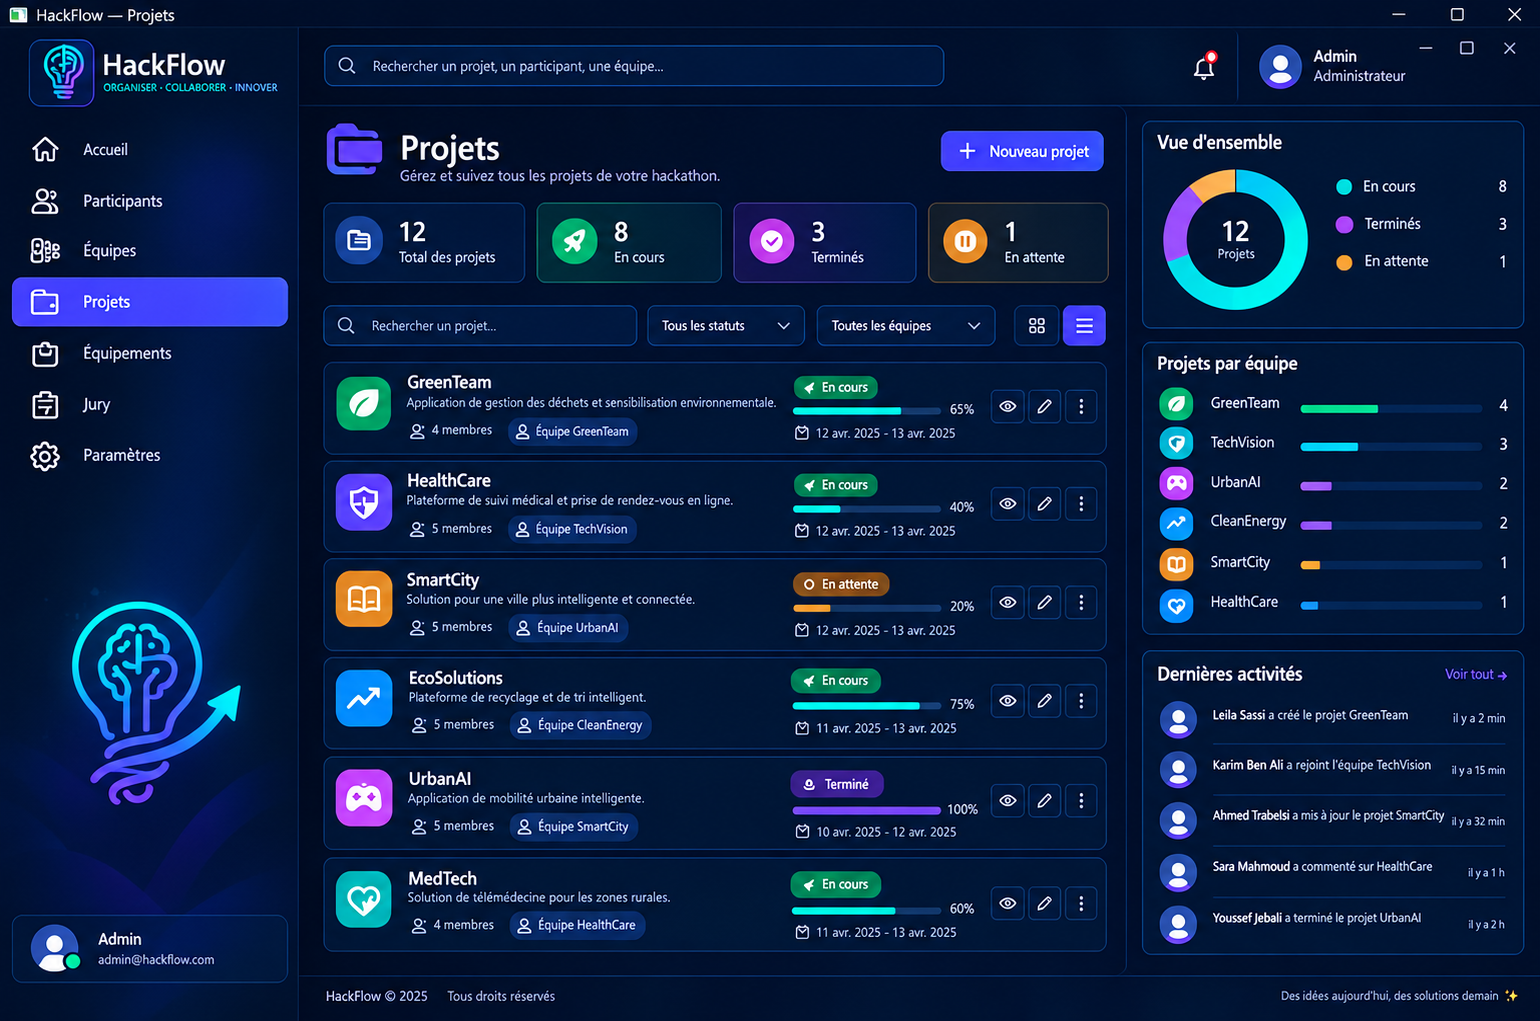 HackFlow — Projets
HackFlow
ORGANISER · COLLABORER · INNOVER
Accueil
Participants
Équipes
Projets
Équipements
Jury
Paramètres
Admin
admin@hackflow.com
Rechercher un projet, un participant, une équipe...
Admin
Administrateur
Projets
Gérez et suivez tous les projets de votre hackathon.
+ Nouveau projet
12
Total des projets
8
En cours
3
Terminés
1
En attente
Rechercher un projet...
Tous les statuts
Toutes les équipes
GreenTeam
Application de gestion des déchets et sensibilisation environnementale.
4 membres
Équipe GreenTeam
En cours
65%
12 avr. 2025 - 13 avr. 2025
HealthCare
Plateforme de suivi médical et prise de rendez-vous en ligne.
5 membres
Équipe TechVision
En cours
40%
12 avr. 2025 - 13 avr. 2025
SmartCity
Solution pour une ville plus intelligente et connectée.
5 membres
Équipe UrbanAI
En attente
20%
12 avr. 2025 - 13 avr. 2025
EcoSolutions
Plateforme de recyclage et de tri intelligent.
5 membres
Équipe CleanEnergy
En cours
75%
11 avr. 2025 - 13 avr. 2025
UrbanAI
Application de mobilité urbaine intelligente.
5 membres
Équipe SmartCity
Terminé
100%
10 avr. 2025 - 12 avr. 2025
MedTech
Solution de télémédecine pour les zones rurales.
4 membres
Équipe HealthCare
En cours
60%
11 avr. 2025 - 13 avr. 2025
Vue d'ensemble
12
Projets
En cours 8
Terminés 3
En attente 1
Projets par équipe
GreenTeam 4
TechVision 3
UrbanAI 2
CleanEnergy 2
SmartCity 1
HealthCare 1
Dernières activités
Voir tout →
Leila Sassi a créé le projet GreenTeam il y a 2 min
Karim Ben Ali a rejoint l'équipe TechVision il y a 15 min
Ahmed Trabelsi a mis à jour le projet SmartCity il y a 32 min
Sara Mahmoud a commenté sur HealthCare il y a 1 h
Youssef Jebali a terminé le projet UrbanAI il y a 2 h
HackFlow © 2025 Tous droits réservés
Des idées aujourd'hui, des solutions demain ✨